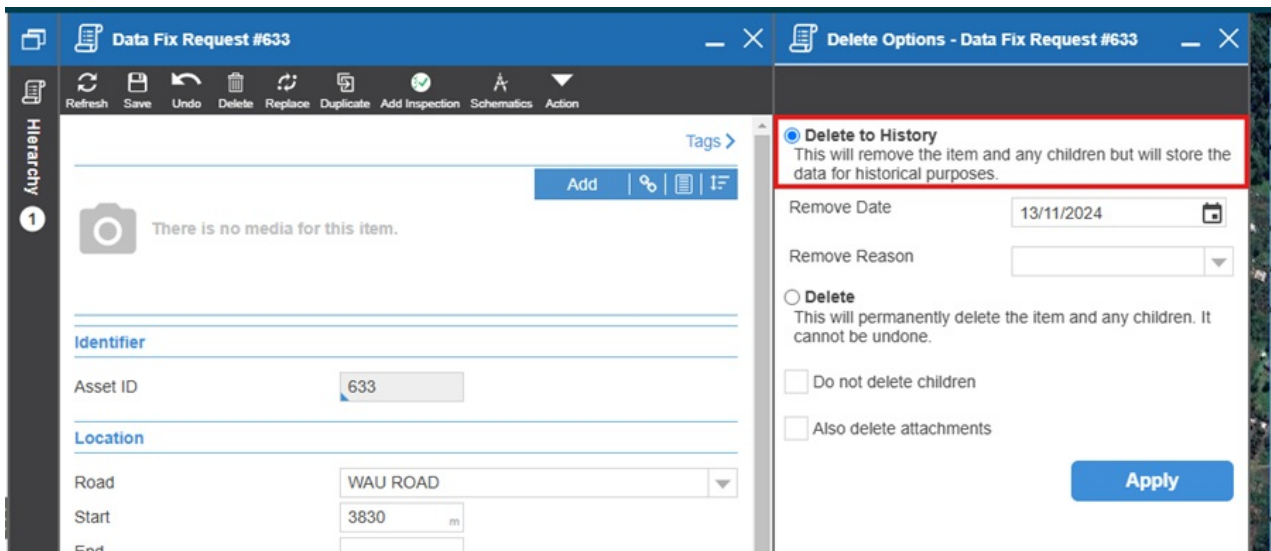 Data Fix Request #633
Refresh Save Undo Delete Replace Duplicate Add Inspection Schematics Action
Hierarchy 1
Tags
Add
There is no media for this item.
Identifier
Asset ID 633
Location
Road WAU ROAD
Start 3830 m
End
Delete Options - Data Fix Request #633
Delete to History
This will remove the item and any children but will store the
data for historical purposes.
Remove Date 13/11/2024
Remove Reason
Delete
This will permanently delete the item and any children. It
cannot be undone.
Do not delete children
Also delete attachments
Apply